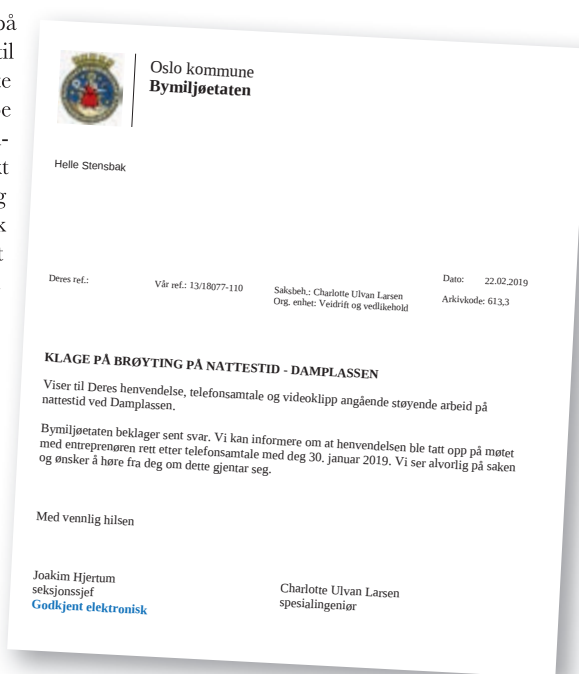 på
til
Oslo kommune
Bymiljøetaten
Helle Stensbak
Deres ref.:
Vår ref.: 13/18077-110
Saksbeh.: Charlotte Ulvan Larsen
Org. enhet: Veidrift og vedlikehold
Dato: 22.02.2019
Arkivkode: 613,3
KLAGE PÅ BRØYTING PÅ NATTESTID - DAMPLASSEN
Viser til Deres henvendelse, telefonsamtale og videoklipp angående støyende arbeid på
nattestid ved Damplassen.
Bymiljøetaten beklager sent svar. Vi kan informere om at henvendelsen ble tatt opp på møtet
med entreprenøren rett etter telefonsamtale med deg 30. januar 2019. Vi ser alvorlig på saken
og ønsker å høre fra deg om dette gjentar seg.
Med vennlig hilsen
Joakim Hjertum
seksjonssjef
Godkjent elektronisk
Charlotte Ulvan Larsen
spesialingeniør